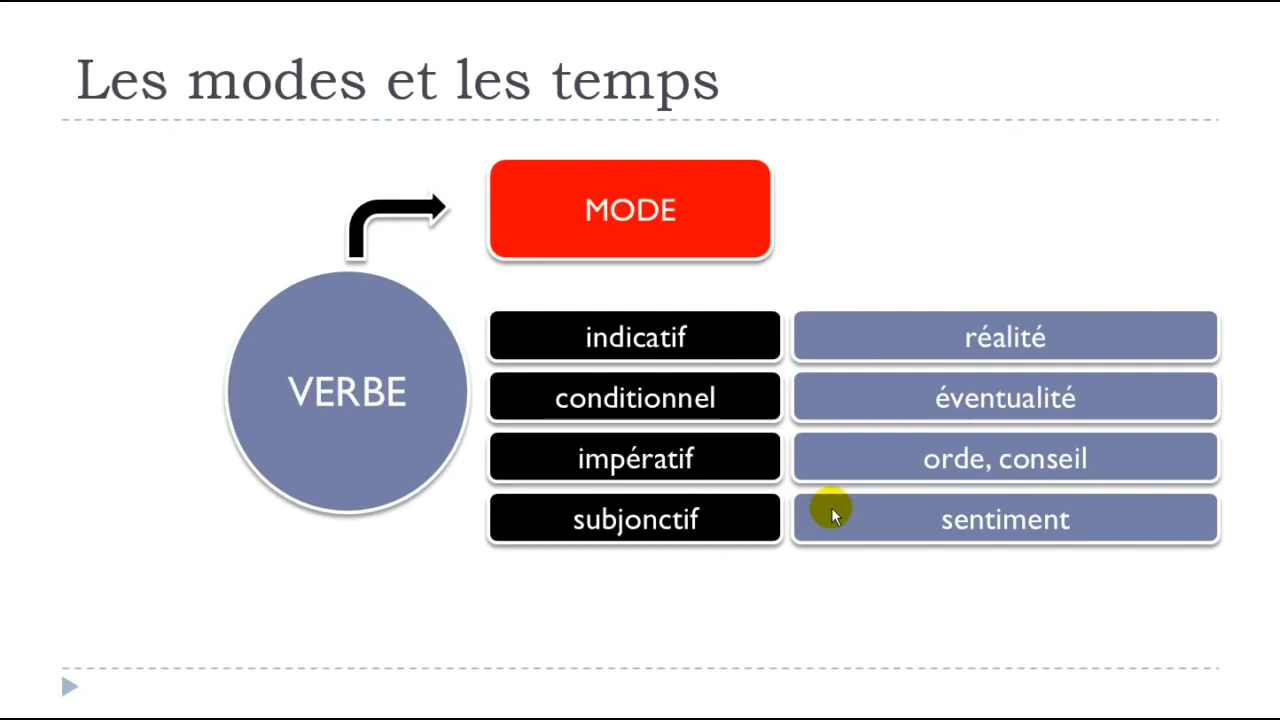 Les modes et les temps
MODE
VERBE
indicatif réalité
conditionnel éventualité
impératif orde, conseil
subjonctif sentiment